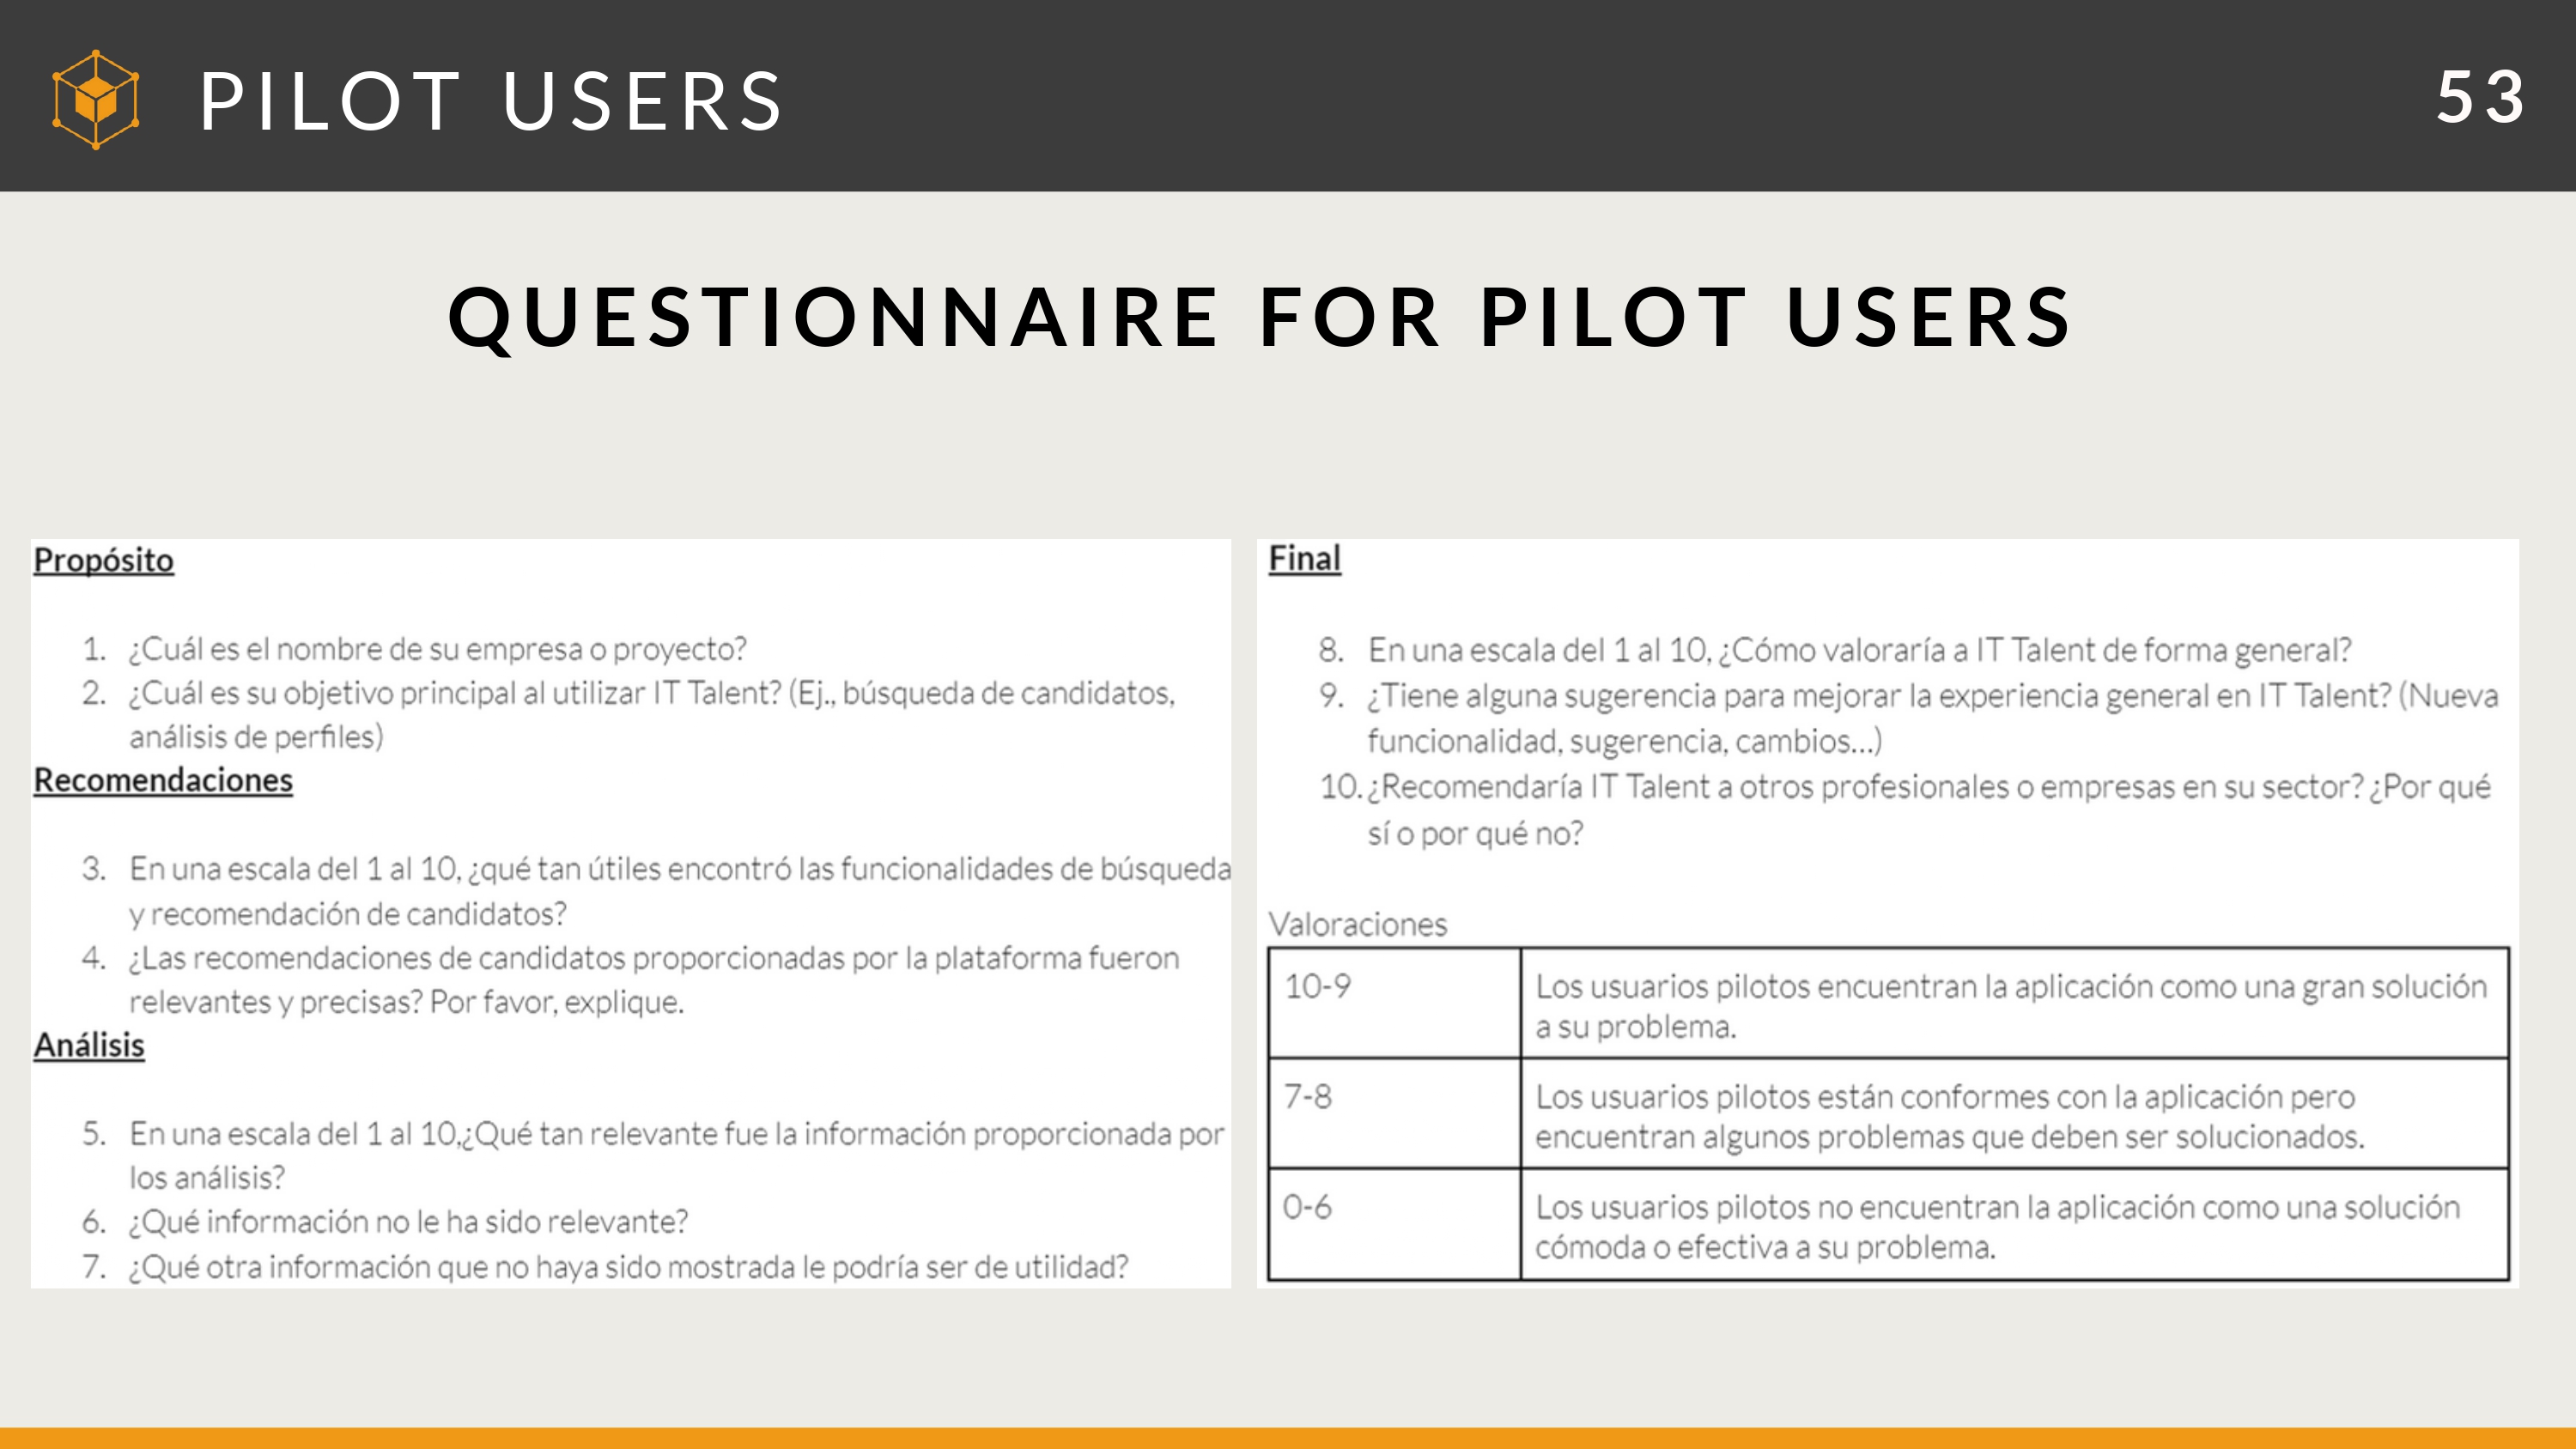 PILOT USERS
53
QUESTIONNAIRE FOR PILOT USERS
Propósito
1. ¿Cuál es el nombre de su empresa o proyecto?
2. ¿Cuál es su objetivo principal al utilizar IT Talent? (Ej., búsqueda de candidatos,
análisis de perfiles)
Recomendaciones
3. En una escala del 1 al 10, ¿qué tan útiles encontró las funcionalidades de búsqueda
y recomendación de candidatos?
4. ¿Las recomendaciones de candidatos proporcionadas por la plataforma fueron
relevantes y precisas? Por favor, explique.
Análisis
5. En una escala del 1 al 10,¿Qué tan relevante fue la información proporcionada por
los análisis?
6. ¿Qué información no le ha sido relevante?
7. ¿Qué otra información que no haya sido mostrada le podría ser de utilidad?
Final
8. En una escala del 1 al 10, ¿Cómo valoraría a IT Talent de forma general?
9. ¿Tiene alguna sugerencia para mejorar la experiencia general en IT Talent? (Nueva
funcionalidad, sugerencia, cambios...)
10. ¿Recomendaría IT Talent a otros profesionales o empresas en su sector? ¿Por qué
sí o por qué no?
Valoraciones
10-9 Los usuarios pilotos encuentran la aplicación como una gran solución
a su problema.
7-8 Los usuarios pilotos están conformes con la aplicación pero
encuentran algunos problemas que deben ser solucionados.
0-6 Los usuarios pilotos no encuentran la aplicación como una solución
cómoda o efectiva a su problema.